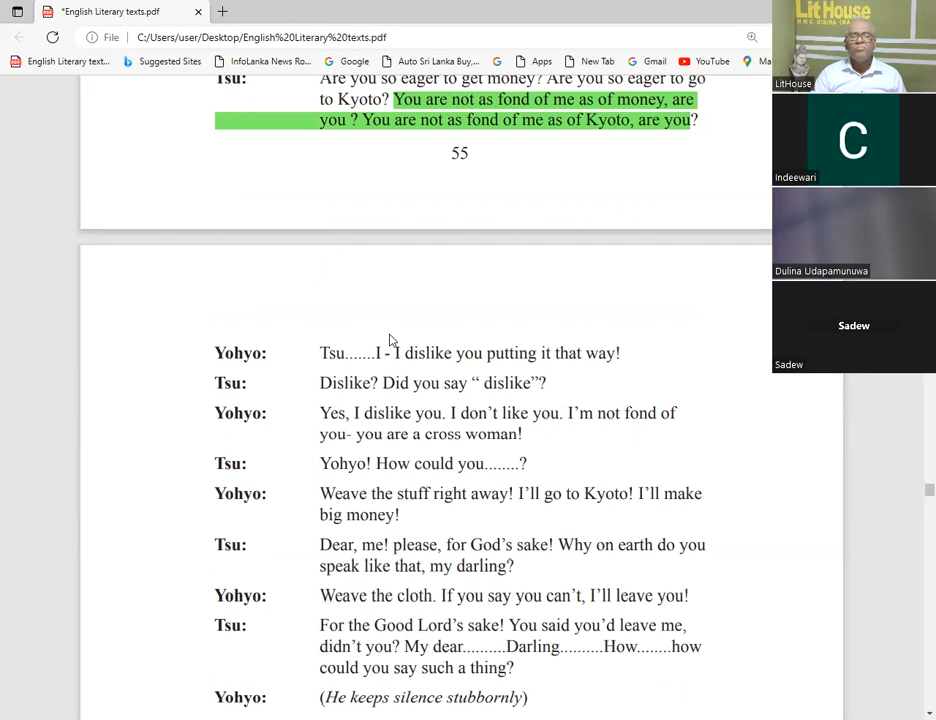 *English Literary texts.pdf
File
C:/Users/user/Desktop/English%20Literary%20texts.pdf
English Literary text...
Suggested Sites
InfoLanka News Ro...
Google
Auto Sri Lanka Buy,...
New Tab
Apps
Gmail
YouTube
Ma
Tsu: Are you so eager to get money? Are you so eager to go
to Kyoto? You are not as fond of me as of money, are
you ? You are not as fond of me as of Kyoto, are you?
55
Yohyo: Tsu.......I - I dislike you putting it that way!
Tsu: Dislike? Did you say “ dislike”?
Yohyo: Yes, I dislike you. I don’t like you. I’m not fond of
you- you are a cross woman!
Tsu: Yohyo! How could you........?
Yohyo: Weave the stuff right away! I’ll go to Kyoto! I’ll make
big money!
Tsu: Dear, me! please, for God’s sake! Why on earth do you
speak like that, my darling?
Yohyo: Weave the cloth. If you say you can’t, I’ll leave you!
Tsu: For the Good Lord’s sake! You said you’d leave me,
didn’t you? My dear..........Darling..........How........how
could you say such a thing?
Yohyo: (He keeps silence stubbornly)
LitHouse
LitHouse
C
Indeewari
Dulina Udapamunuwa
Sadew
Sadew